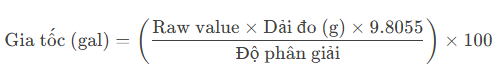 Gia tốc (gal) = ( Raw value × Dải đo (g) × 9.8055 / Độ phân giải ) × 100